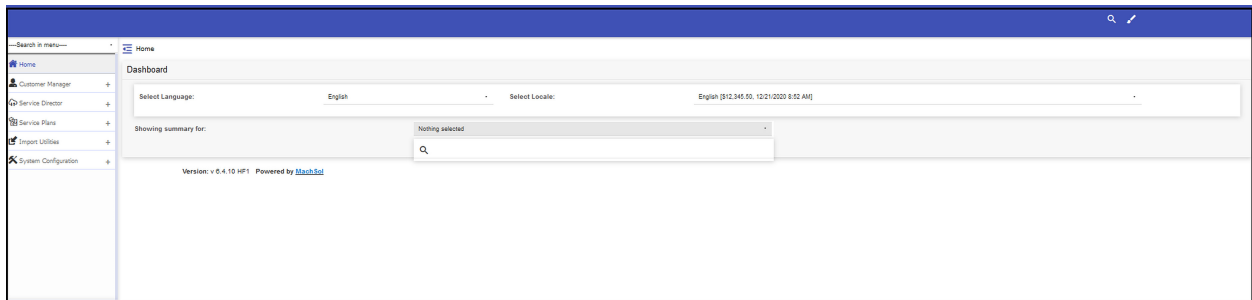 ----Search in menu----
Home
Home
Dashboard
Customer Manager +
Service Director +
Service Plans +
Import Utilities +
System Configuration +
Select Language: English Select Locale: English [$12,345.50, 12/21/2020 8:52 AM]
Showing summary for: Nothing selected
Version: v 6.4.10 HF1 Powered by MachSol